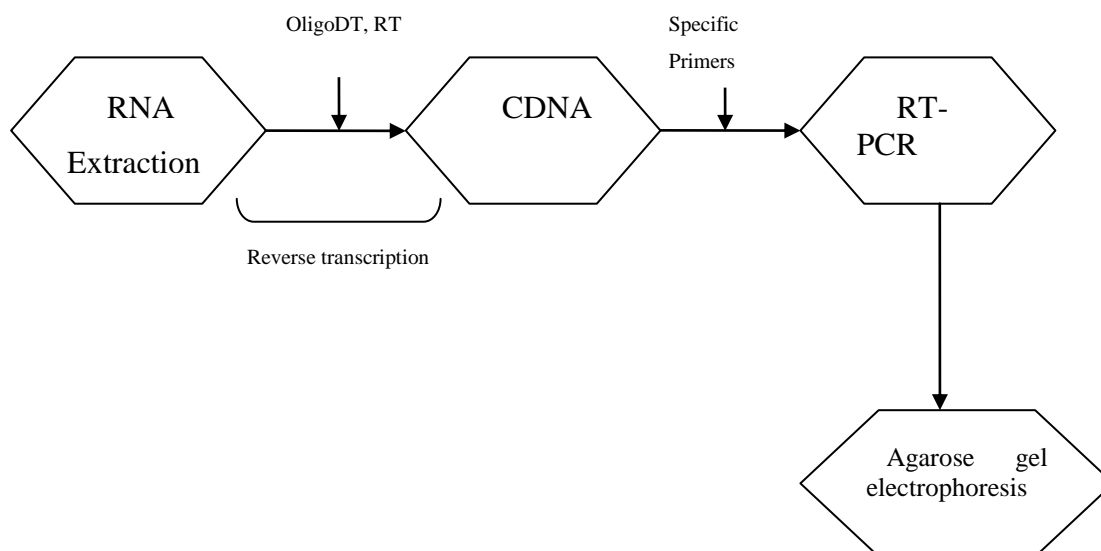 OligoDT, RT
Specific
Primers
RNA
Extraction
CDNA
RT-
PCR
Reverse transcription
Agarose gel
electrophoresis